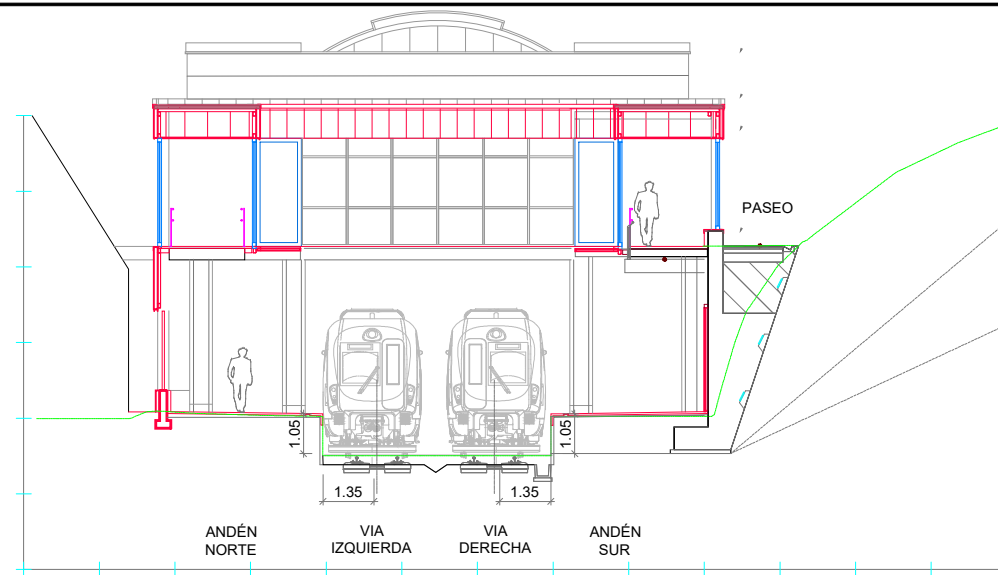 PASEO
1.05
1.05
1.35
1.35
ANDÉN
NORTE
VIA
IZQUIERDA
VIA
DERECHA
ANDÉN
SUR